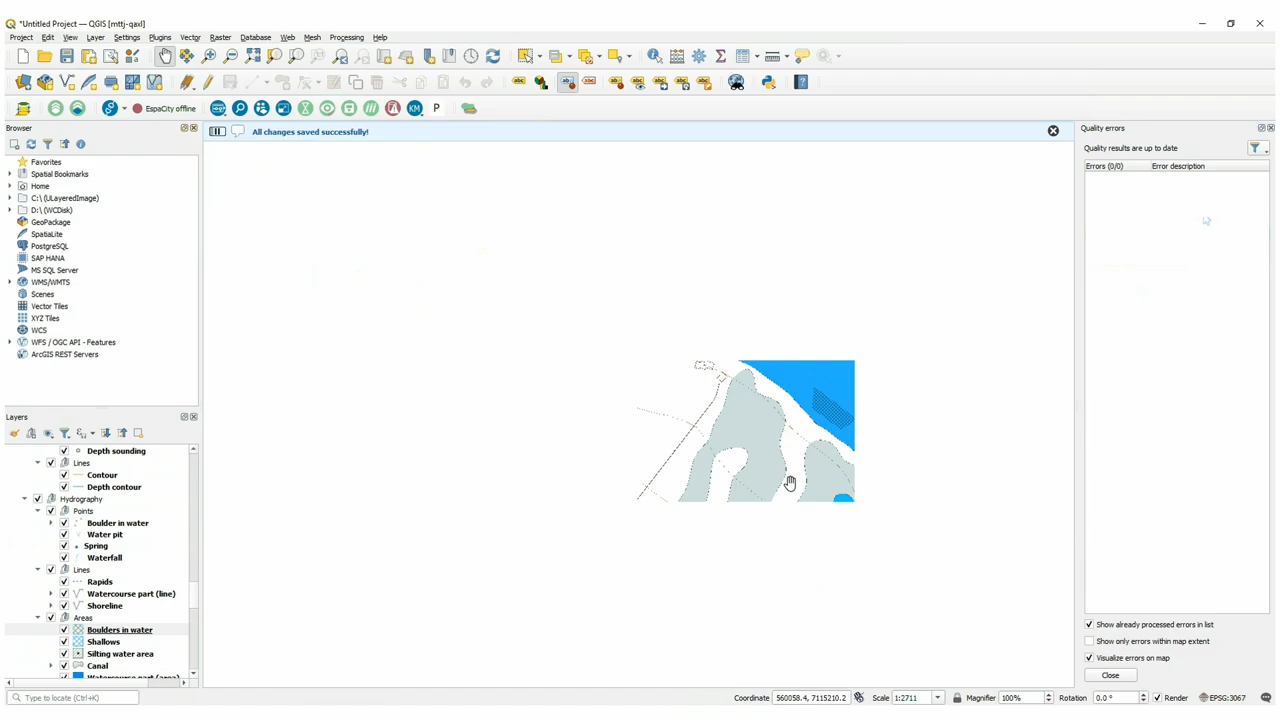 *Untitled Project — QGIS [mttj-qaxl]
Project Edit View Layer Settings Plugins Vector Raster Database Web Mesh Processing Help
EspaCity offline KM P
Browser
All changes saved successfully!
Favorites
Spatial Bookmarks
Home
C:\ (ULayeredImage)
D:\ (WCDisk)
GeoPackage
SpatiaLite
PostgreSQL
SAP HANA
MS SQL Server
WMS/WMTS
Scenes
Vector Tiles
XYZ Tiles
WCS
WFS / OGC API - Features
ArcGIS REST Servers
Layers
Depth sounding
Lines
Contour
Depth contour
Hydrography
Points
Boulder in water
Water pit
Spring
Waterfall
Lines
Rapids
Watercourse part (line)
Shoreline
Areas
Boulders in water
Shallows
Silting water area
Canal
Watercourse part (area)
Quality errors
Quality results are up to date
Errors (0/0) Error description
Show already processed errors in list
Show only errors within map extent
Visualize errors on map
Close
Type to locate (Ctrl+K)
Coordinate 560058.4, 7115210.2 Scale 1:2711 Magnifier 100% Rotation 0.0 ° Render EPSG:3067